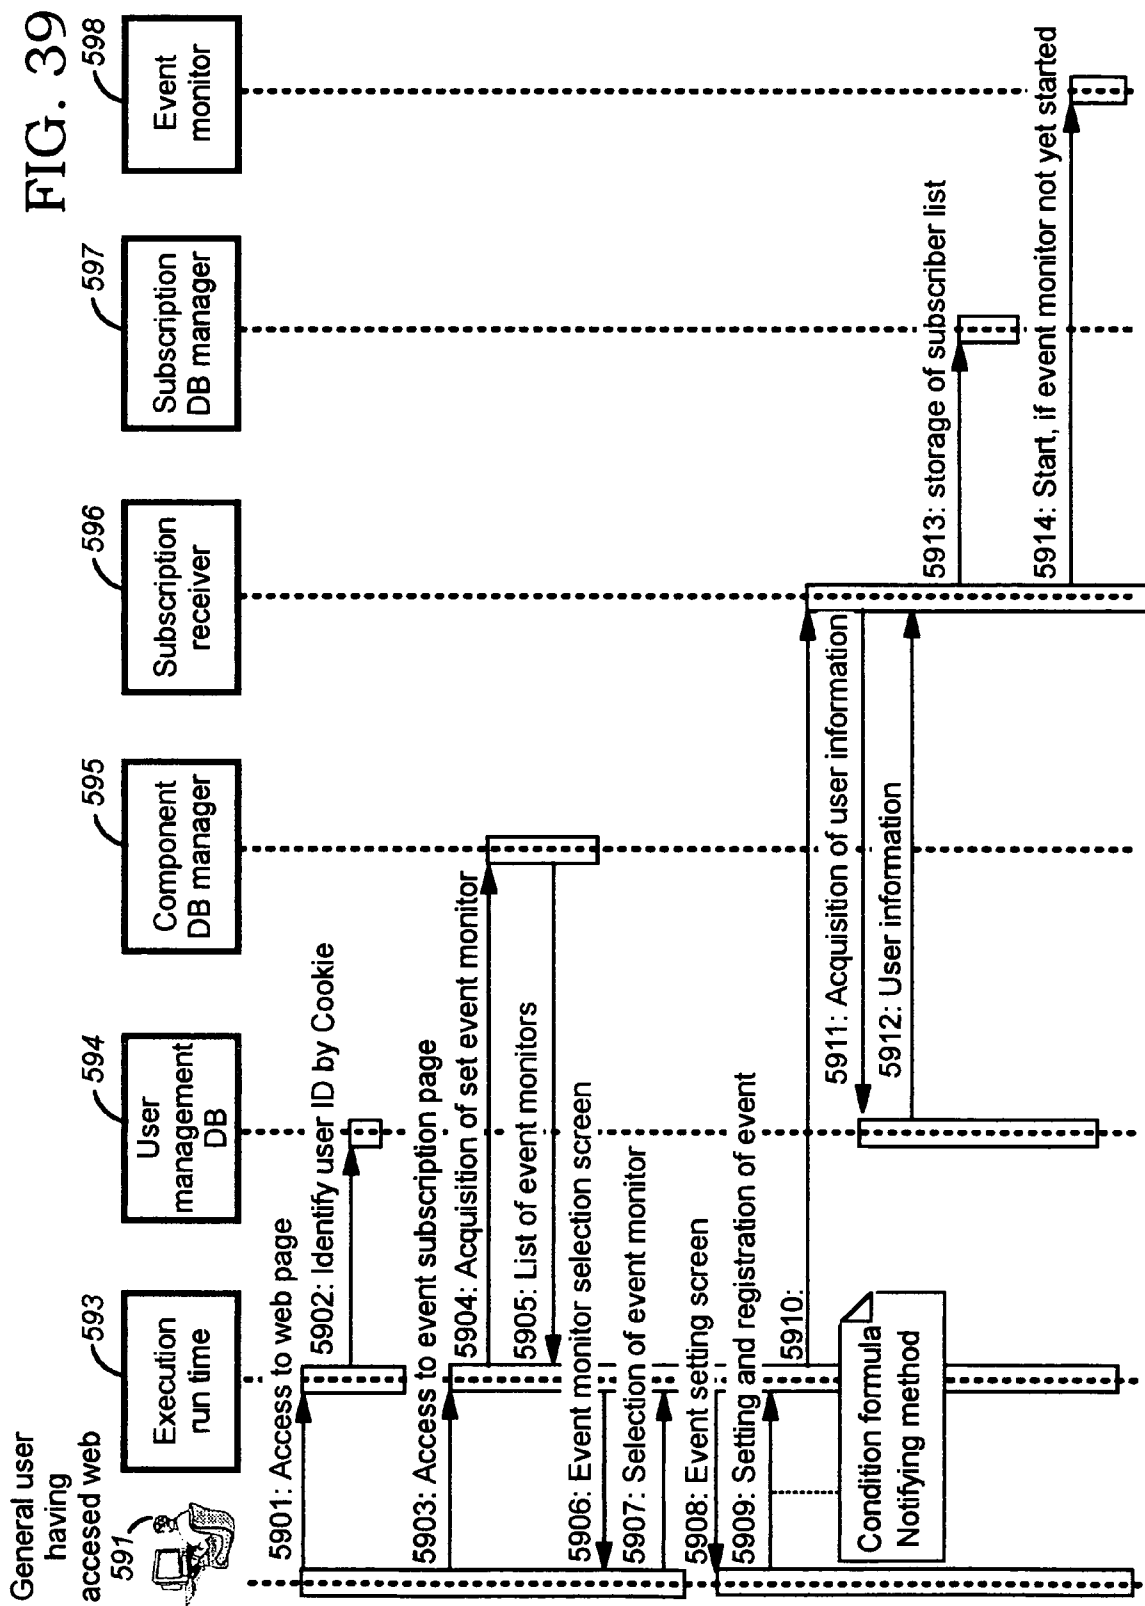 FIG. 39
General user
having
accesed web
591
593
Execution
run time
594
User
management
DB
595
Component
DB manager
596
Subscription
receiver
597
Subscription
DB manager
598
Event
monitor
5901: Access to web page
5902: Identify user ID by Cookie
5903: Access to event subscription page
5904: Acquisition of set event monitor
5905: List of event monitors
5906: Event monitor selection screen
5907: Selection of event monitor
5908: Event setting screen
5909: Setting and registration of event
5910:
Condition formula
Notifying method
5911: Acquisition of user information
5912: User information
5913: storage of subscriber list
5914: Start, if event monitor not yet started